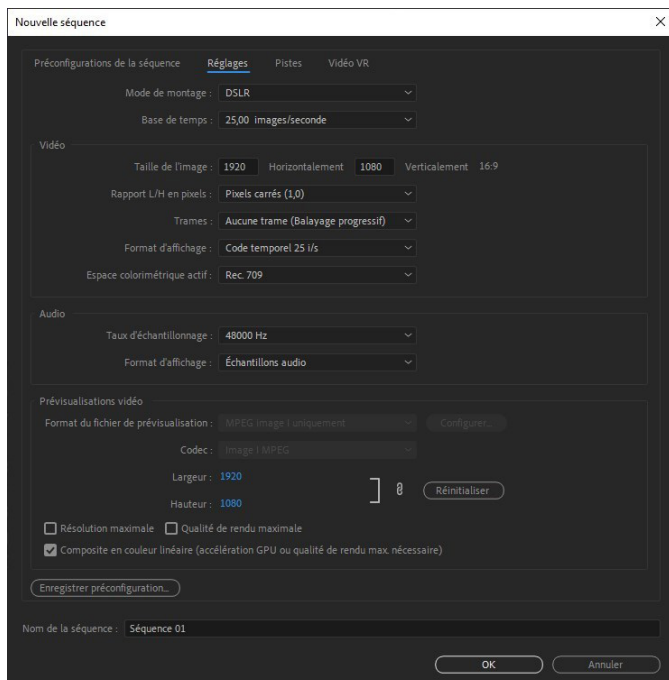 Nouvelle séquence
Préconfigurations de la séquence Réglages Pistes Vidéo VR
Mode de montage : DSLR
Base de temps : 25,00 images/seconde
Vidéo
Taille de l'image : 1920 Horizontalement 1080 Verticalement 16:9
Rapport L/H en pixels : Pixels carrés (1,0)
Trames : Aucune trame (Balayage progressif)
Format d'affichage : Code temporel 25 i/s
Espace colorimétrique actif : Rec. 709
Audio
Taux d'échantillonnage : 48000 Hz
Format d'affichage : Échantillons audio
Prévisualisations vidéo
Format du fichier de prévisualisation : MPEG image I uniquement Configurer...
Codec : Image I MPEG
Largeur : 1920
Réinitialiser
Hauteur : 1080
Résolution maximale Qualité de rendu maximale
Composite en couleur linéaire (accélération GPU ou qualité de rendu max. nécessaire)
Enregistrer préconfiguration...
Nom de la séquence : Séquence 01
OK Annuler